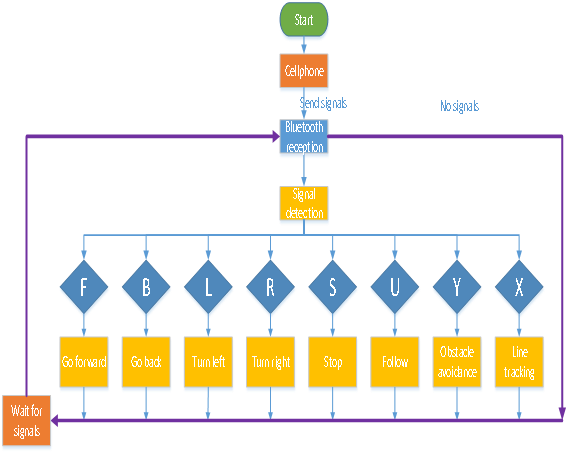 Start
Cellphone
Send signals
No signals
Bluetooth
reception
Signal
detection
F
B
L
R
S
U
Y
X
Go forward
Go back
Turn left
Turn right
Stop
Follow
Obstacle
avoidance
Line
tracking
Wait for
signals